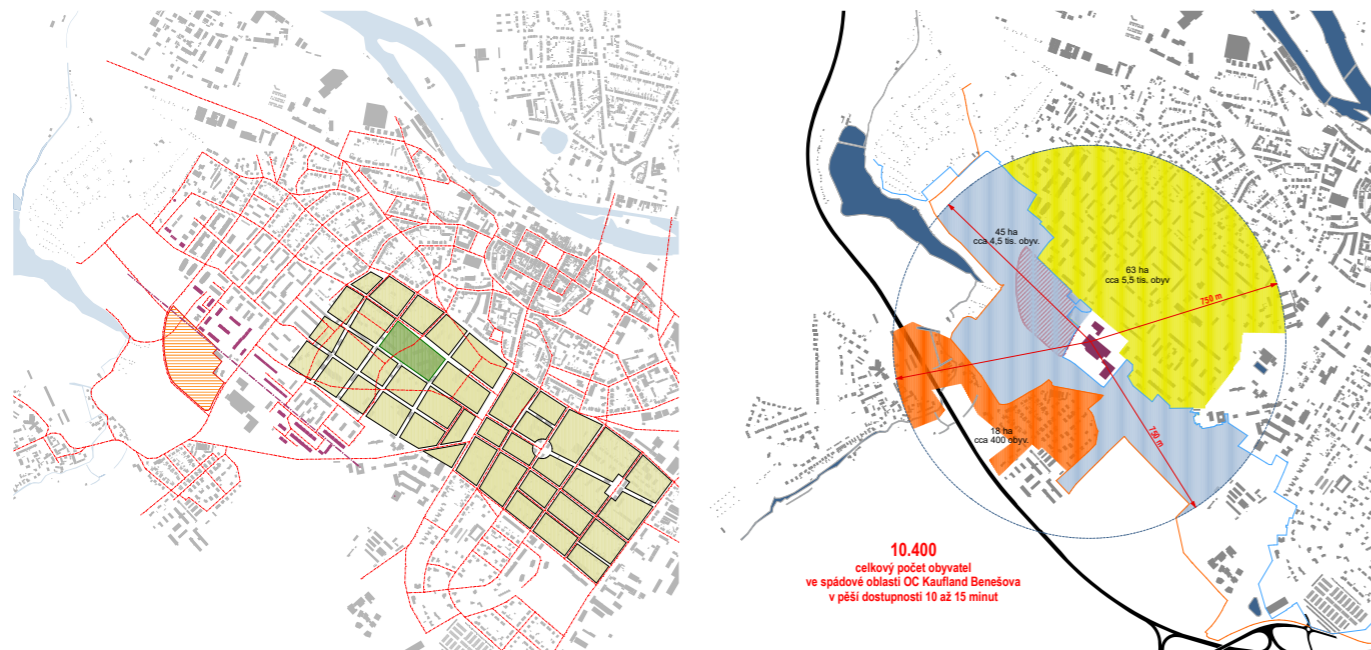 45 ha
cca 4,5 tis. obyv.
63 ha
cca 5,5 tis. obyv
750 m
750 m
18 ha
cca 400 obyv.
10.400
celkový počet obyvatel
ve spádové oblasti OC Kaufland Benešova
v pěší dostupnosti 10 až 15 minut